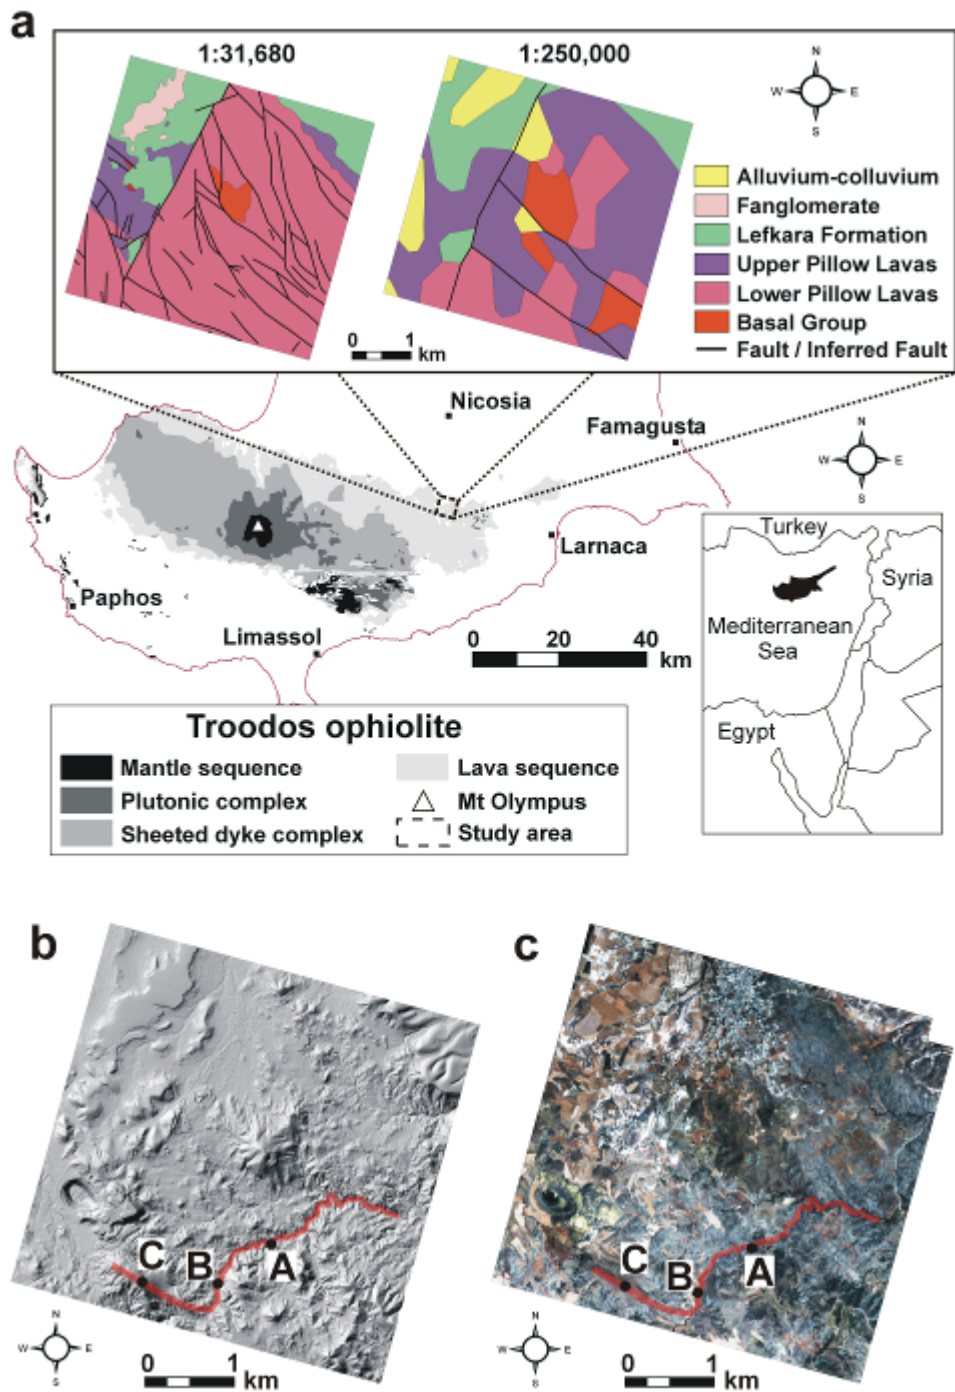 a
1:31,680
1:250,000
N
W E
S
Alluvium-colluvium
Fanglomerate
Lefkara Formation
Upper Pillow Lavas
Lower Pillow Lavas
Basal Group
Fault / Inferred Fault
0 1
km
Nicosia
Famagusta
N
W E
S
Larnaca
Paphos
Limassol
0 20 40
km
Turkey
Syria
Mediterranean
Sea
Egypt
Troodos ophiolite
Mantle sequence
Plutonic complex
Sheeted dyke complex
Lava sequence
Mt Olympus
Study area
b
C
B
A
N
W E
S
0 1
km
c
C
B
A
N
W E
S
0 1
km